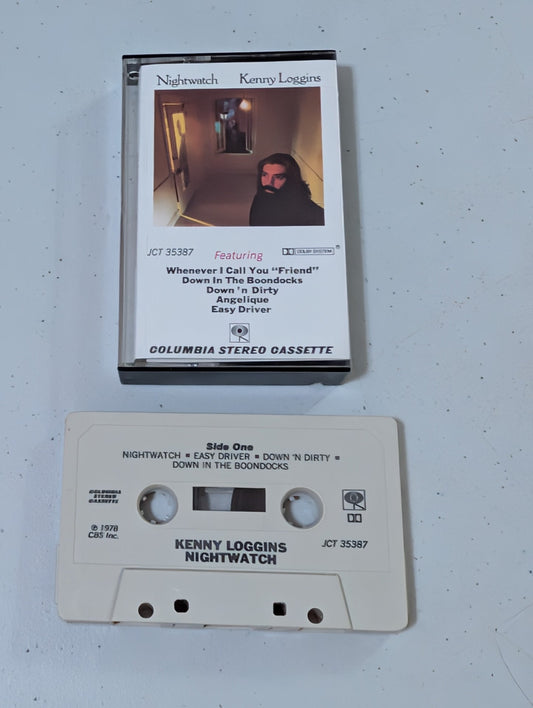 Nightwatch Kenny Loggins
JCT 35387 Featuring DOLBY SYSTEM ®
Whenever I Call You "Friend"
Down In The Boondocks
Down 'n Dirty
Angelique
Easy Driver
COLUMBIA STEREO CASSETTE
Side One
NIGHTWATCH ■ EASY DRIVER ■ DOWN 'N DIRTY ■
DOWN IN THE BOONDOCKS
COLUMBIA
STEREO
CASSETTE
℗ 1978
CBS Inc.
KENNY LOGGINS
NIGHTWATCH
JCT 35387